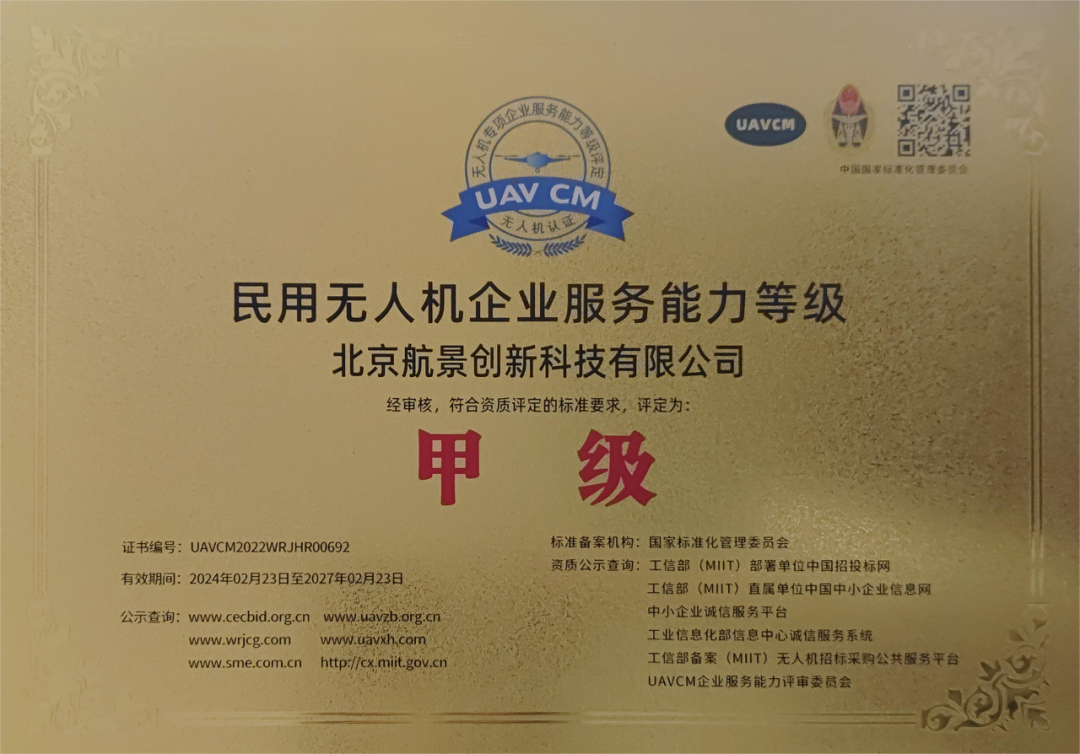 无人机专项企业服务能力等级评定
UAV CM
无人机认证
UAVCM
中国国家标准化管理委员会
民用无人机企业服务能力等级
北京航景创新科技有限公司
经审核，符合资质评定的标准要求，评定为：
甲 级
证书编号：UAVCM2022WRJHR00692
有效期间：2024年02月23日至2027年02月23日
公示查询：www.cecbid.org.cn www.uavzb.org.cn
www.wrjcg.com www.uavxh.com
www.sme.com.cn http://cx.miit.gov.cn
标准备案机构：国家标准化管理委员会
资质公示查询：工信部（MIIT）部署单位中国招投标网
工信部（MIIT）直属单位中国中小企业信息网
中小企业诚信服务平台
工业信息化部信息中心诚信服务系统
工信部备案（MIIT）无人机招标采购公共服务平台
UAVCM企业服务能力评审委员会